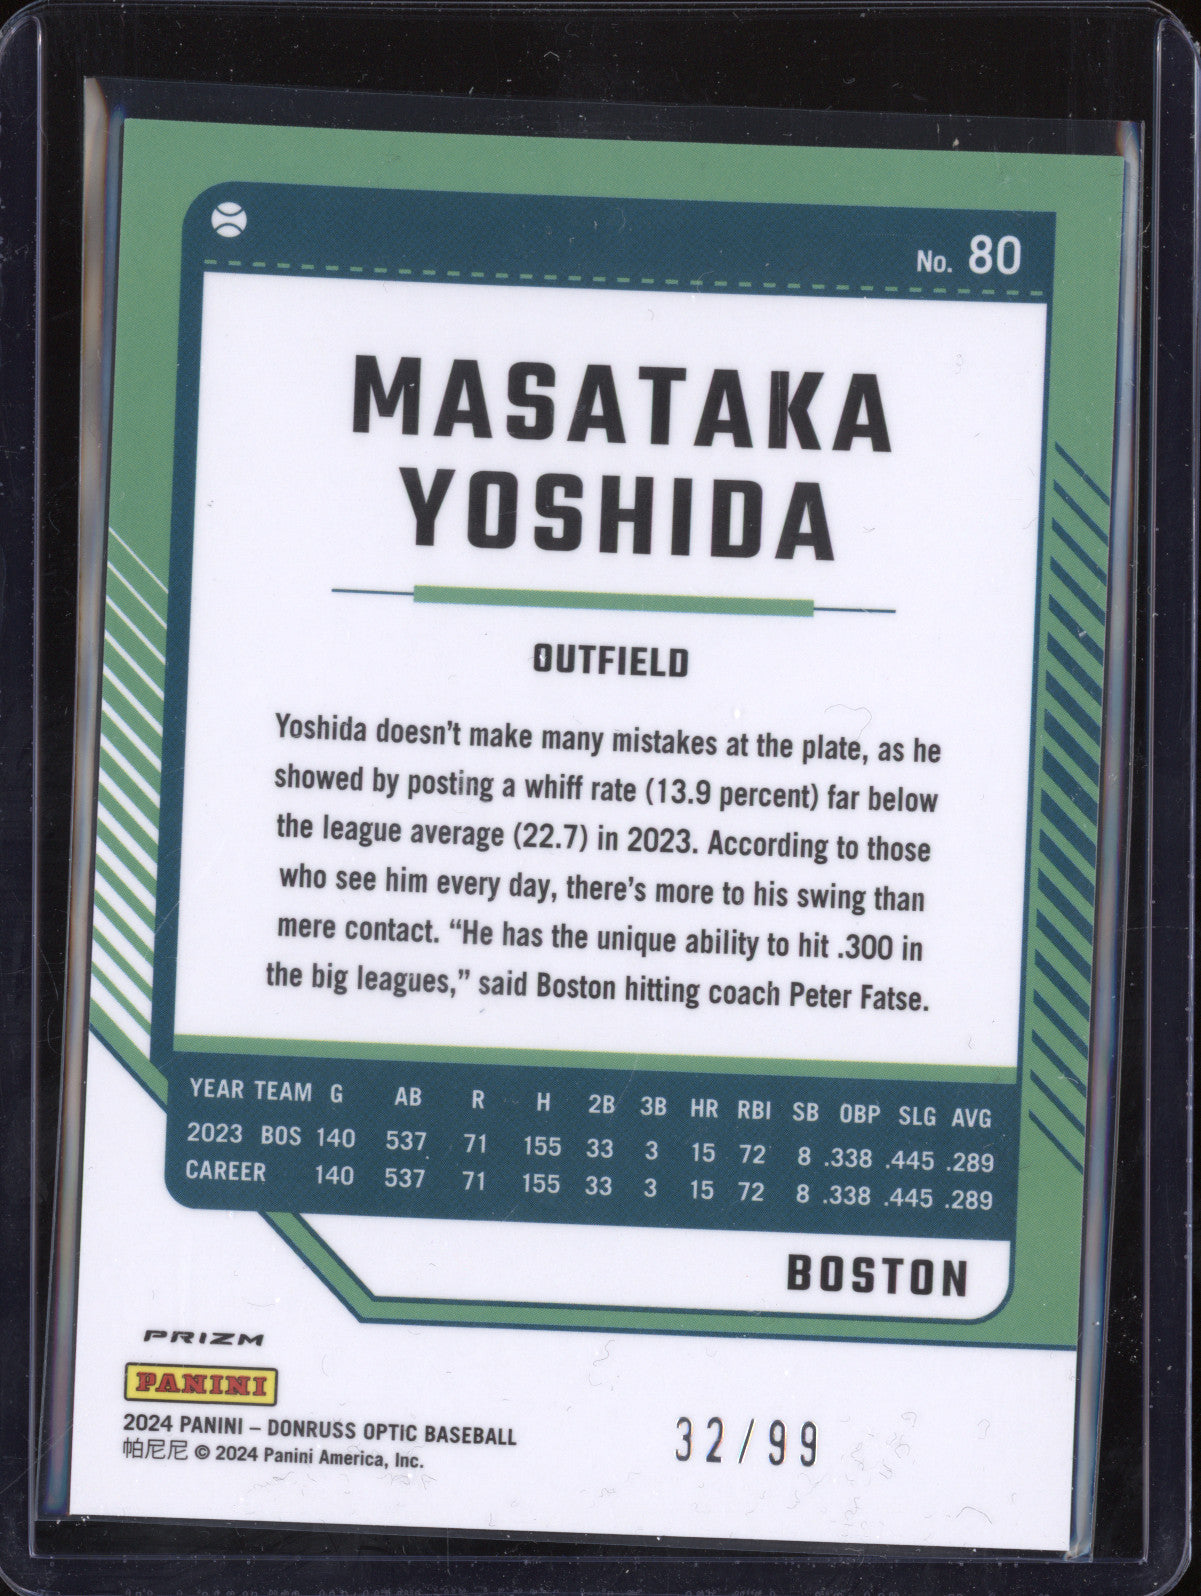 No. 80
MASATAKA
YOSHIDA
OUTFIELD
Yoshida doesn't make many mistakes at the plate, as he
showed by posting a whiff rate (13.9 percent) far below
the league average (22.7) in 2023. According to those
who see him every day, there's more to his swing than
mere contact. “He has the unique ability to hit .300 in
the big leagues,” said Boston hitting coach Peter Fatse.
YEAR TEAM G AB R H 2B 3B HR RBI SB OBP SLG AVG
2023 BOS 140 537 71 155 33 3 15 72 8 .338 .445 .289
CAREER 140 537 71 155 33 3 15 72 8 .338 .445 .289
BOSTON
PRIZM
PANINI
2024 PANINI – DONRUSS OPTIC BASEBALL
帕尼尼 © 2024 Panini America, Inc.
32/99